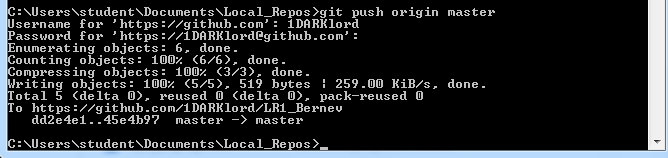 C:\Users\student\Documents\Local_Repos>git push origin master
Username for 'https://github.com': 1DARKlord
Password for 'https://1DARKlord@github.com':
Enumerating objects: 6, done.
Counting objects: 100% (6/6), done.
Compressing objects: 100% (3/3), done.
Writing objects: 100% (5/5), 519 bytes | 259.00 KiB/s, done.
Total 5 (delta 0), reused 0 (delta 0), pack-reused 0
To https://github.com/1DARKlord/LR1_Bernev
dd2e4e1..45e4b97 master -> master
C:\Users\student\Documents\Local_Repos>_